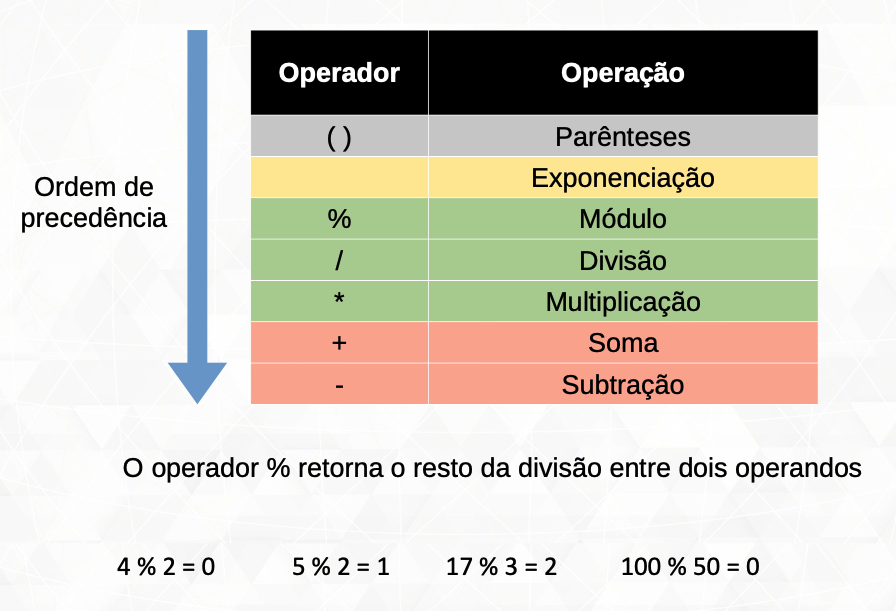 Operador Operação
( ) Parênteses
Exponenciação
% Módulo
/ Divisão
* Multiplicação
+ Soma
- Subtração
Ordem de
precedência
O operador % retorna o resto da divisão entre dois operandos
4 % 2 = 0 5 % 2 = 1 17 % 3 = 2 100 % 50 = 0